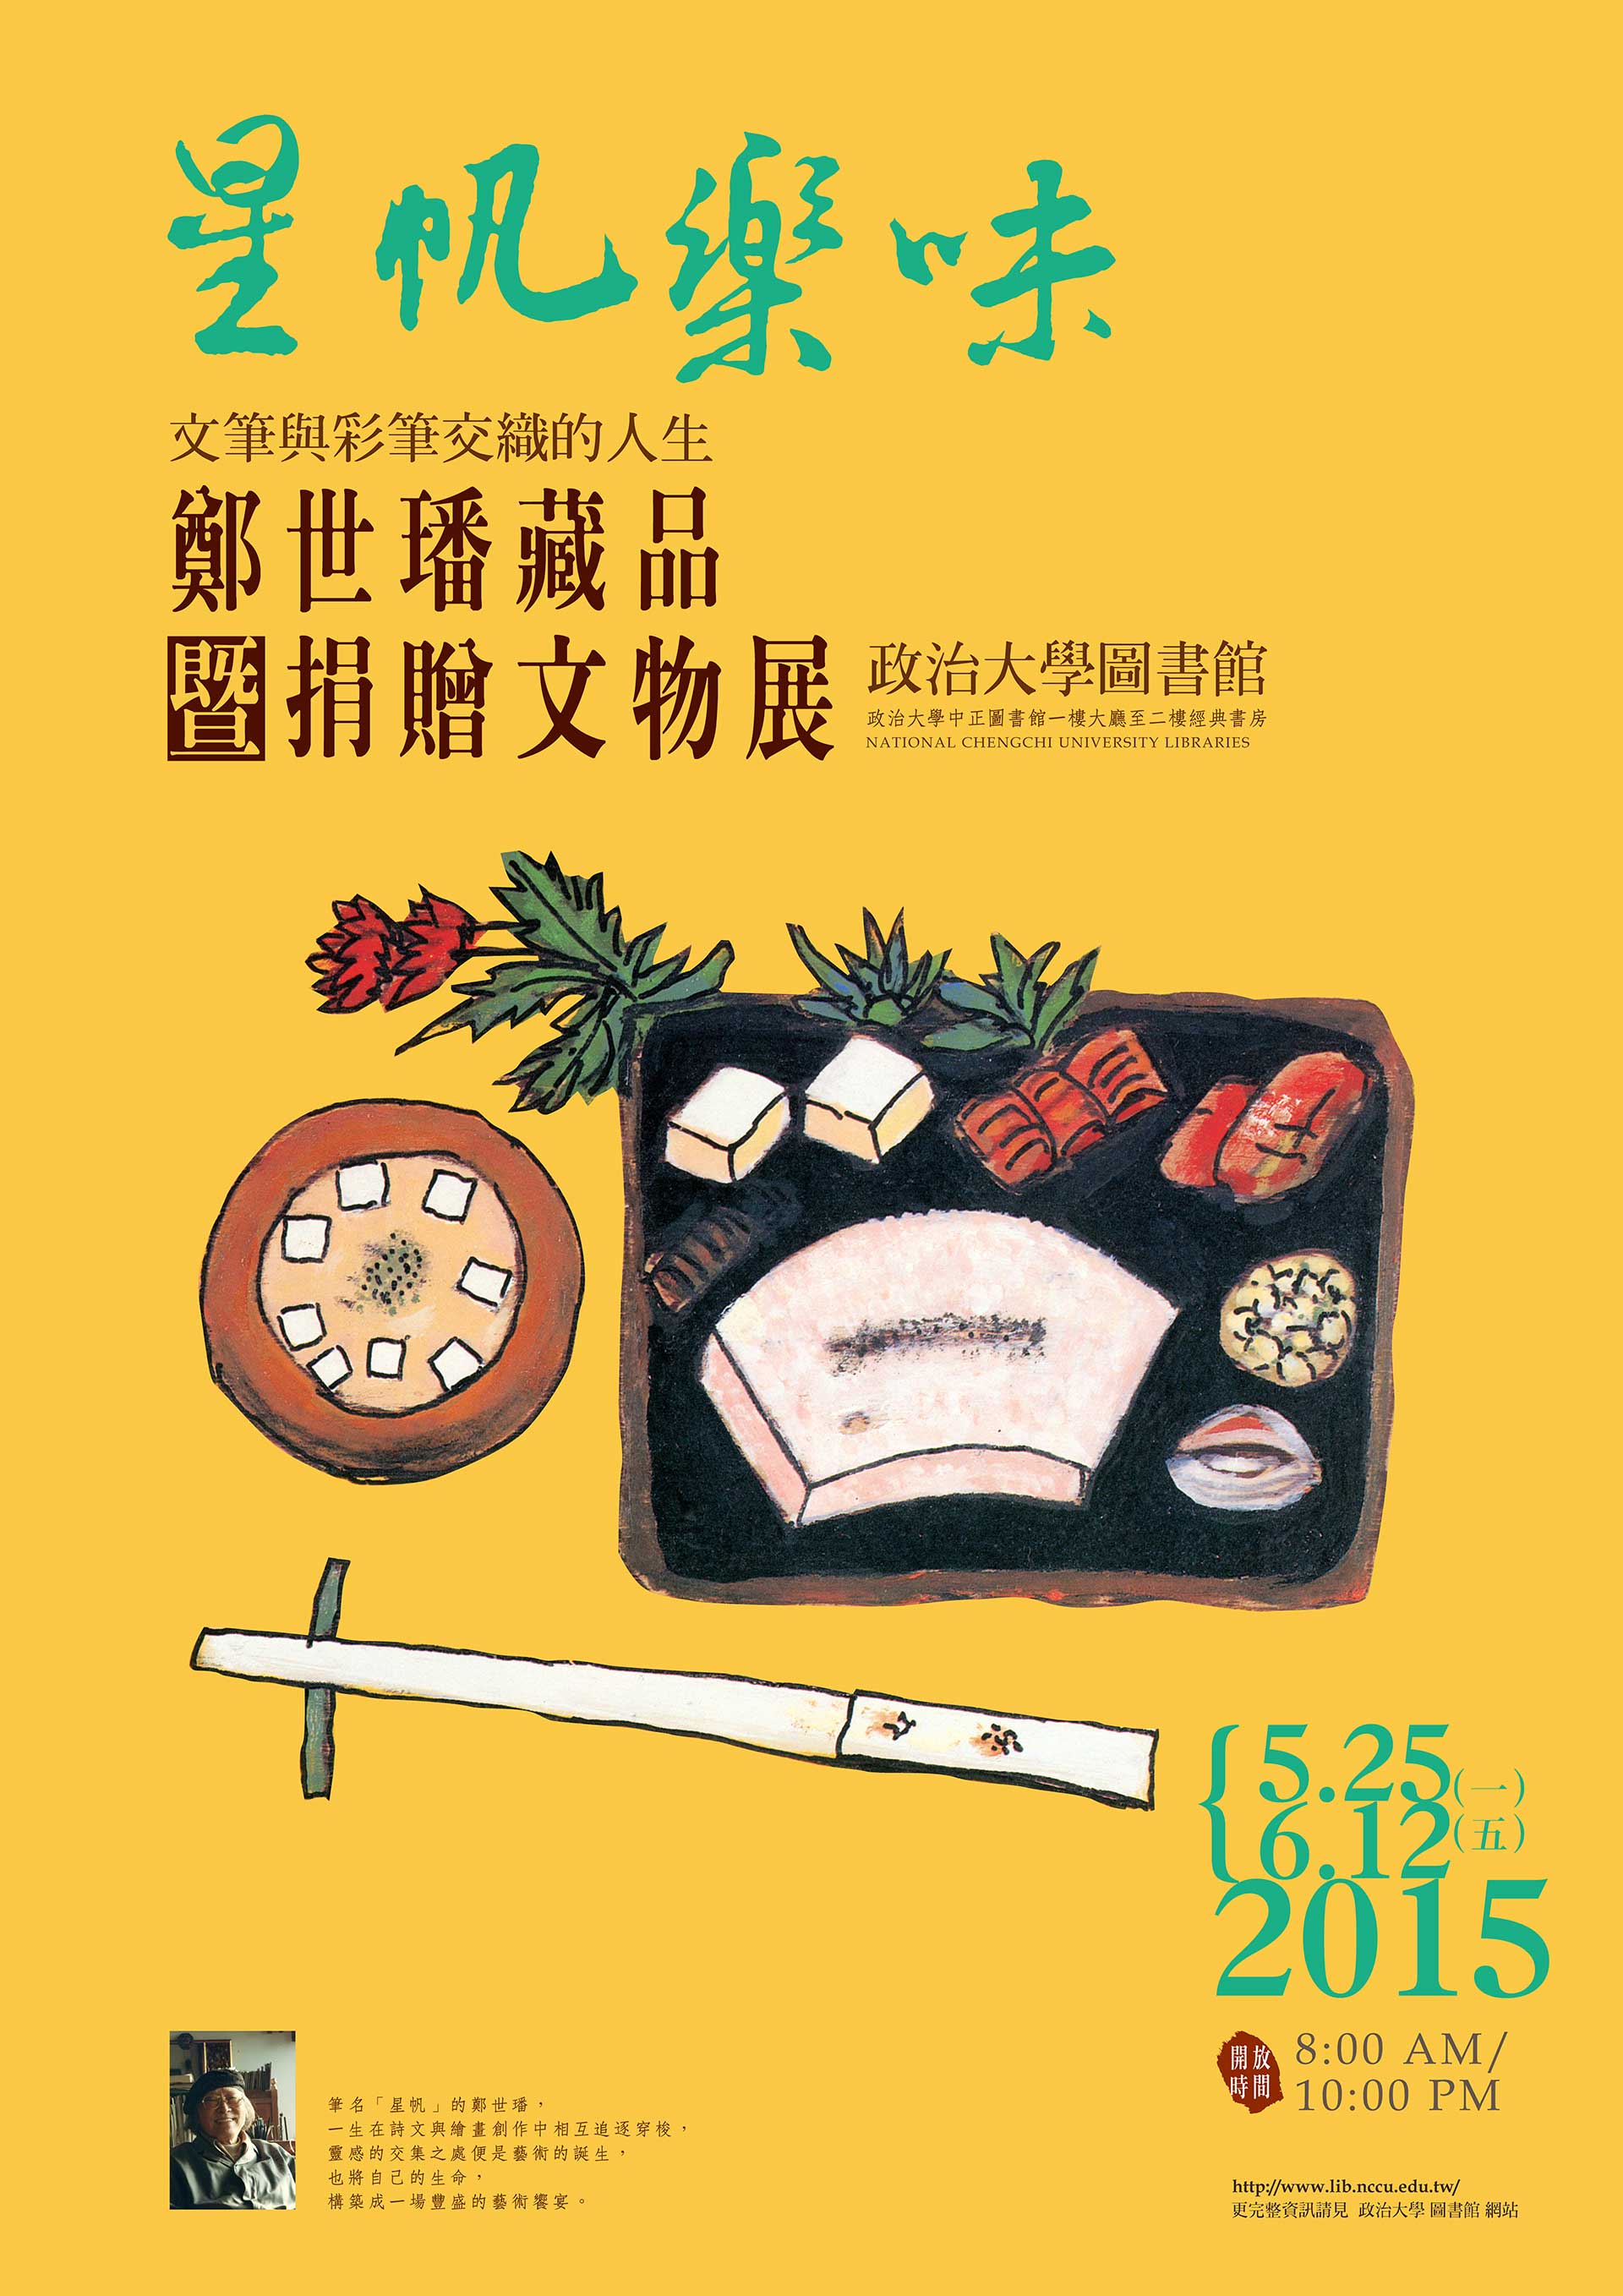 星帆樂味
文筆與彩筆交織的人生
鄭世璠藏品
暨捐贈文物展
政治大學圖書館
政治大學中正圖書館一樓大廳至二樓經典書房
NATIONAL CHENGCHI UNIVERSITY LIBRARIES
5.25(一)
6.12(五)
2015
開放
時間
8:00 AM/
10:00 PM
筆名「星帆」的鄭世璠，
一生在詩文與繪畫創作中相互追逐穿梭，
靈感的交集之處便是藝術的誕生，
也將自己的生命，
構築成一場豐盛的藝術饗宴。
http://www.lib.nccu.edu.tw/
更完整資訊請見 政治大學 圖書館 網站